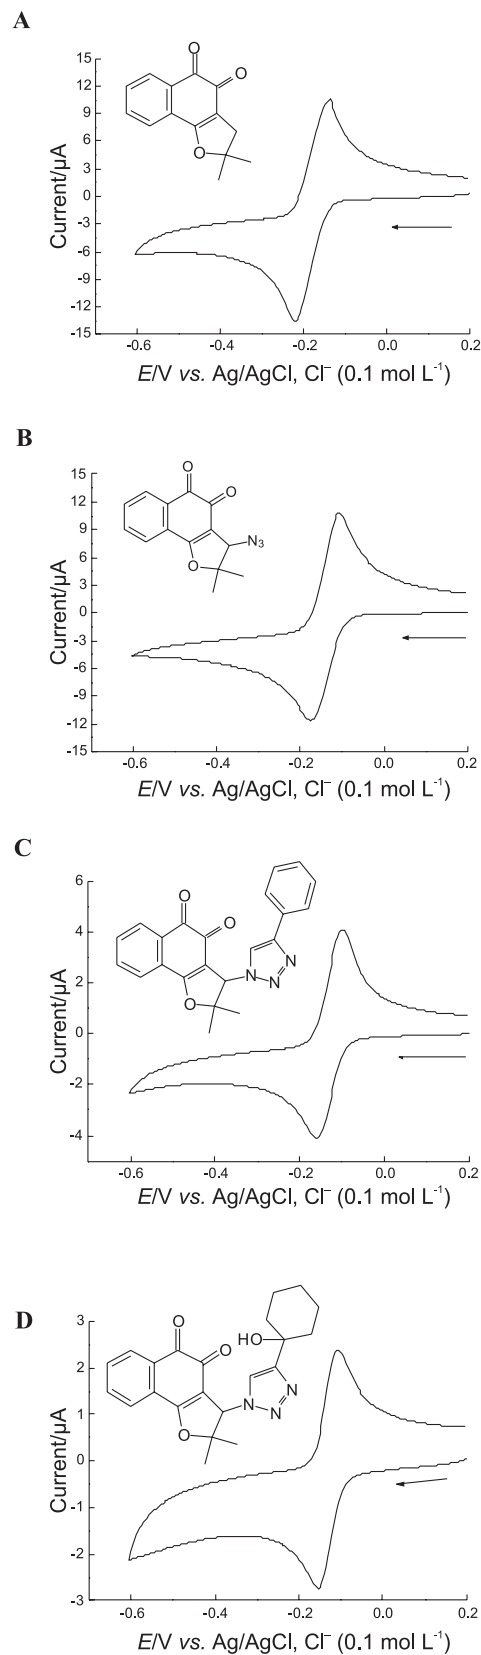 A
O
O
O
15
12
9
6
3
0
-3
-6
-9
-12
-15
Current/µA
-0.6 -0.4 -0.2 0.0 0.2
E/V vs. Ag/AgCl, Cl⁻ (0.1 mol L⁻¹)
B
O
O
N₃
O
15
12
9
6
3
0
-3
-6
-9
-12
-15
Current/µA
-0.6 -0.4 -0.2 0.0 0.2
E/V vs. Ag/AgCl, Cl⁻ (0.1 mol L⁻¹)
C
O
O
N
N
N
O
6
4
2
0
-2
-4
Current/µA
-0.6 -0.4 -0.2 0.0 0.2
E/V vs. Ag/AgCl, Cl⁻ (0.1 mol L⁻¹)
D
O
O
HO
N
N
N
O
3
2
1
0
-1
-2
-3
Current/µA
-0.6 -0.4 -0.2 0.0 0.2
E/V vs. Ag/AgCl, Cl⁻ (0.1 mol L⁻¹)